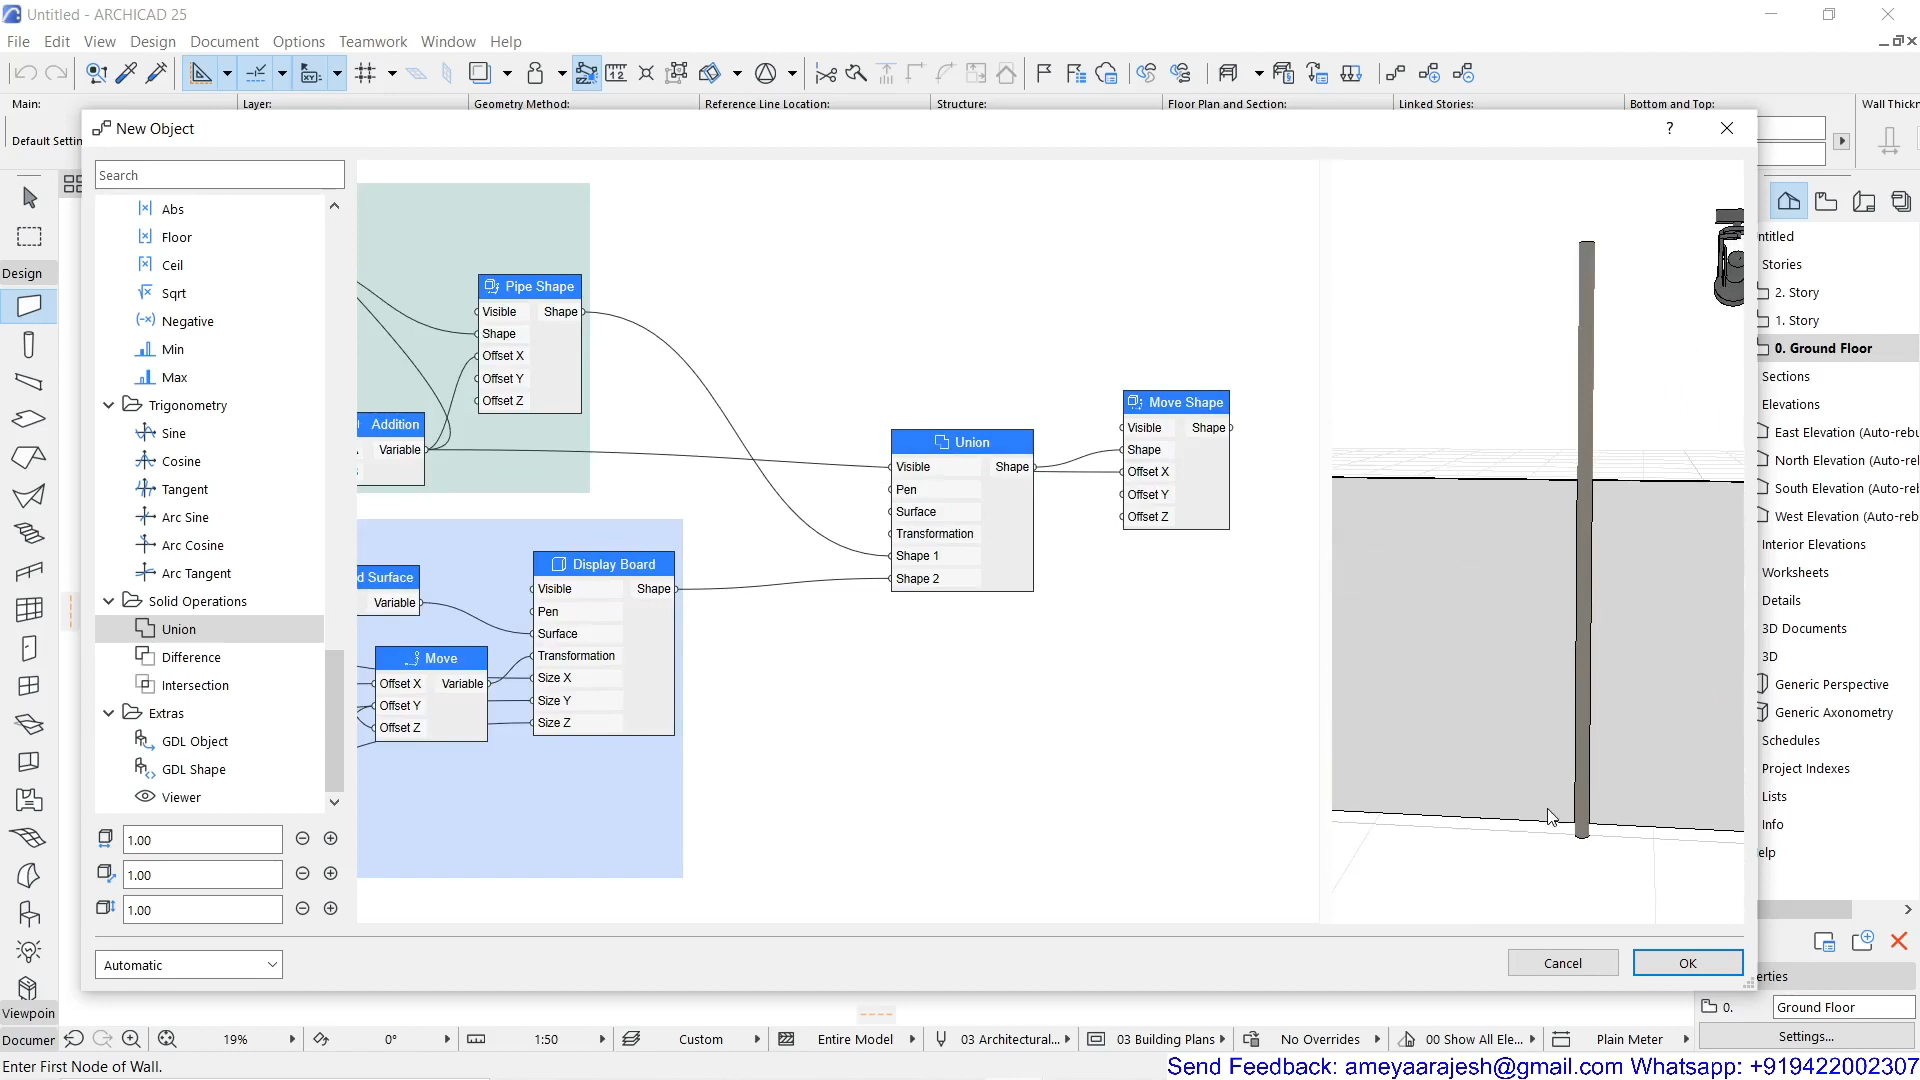 Untitled - ARCHICAD 25
File Edit View Design Document Options Teamwork Window Help
Main: Layer: Geometry Method: Reference Line Location: Structure: Floor Plan and Section: Linked Stories: Bottom and Top:
New Object
?
Search
Abs
Floor
Ceil
Sqrt
Negative
Min
Max
Trigonometry
Sine
Cosine
Tangent
Arc Sine
Arc Cosine
Arc Tangent
Solid Operations
Union
Difference
Intersection
Extras
GDL Object
GDL Shape
Viewer
1.00
1.00
1.00
Automatic
Pipe Shape
Visible Shape
Shape
Offset X
Offset Y
Offset Z
Addition
Variable
d Surface
Variable
Move
Offset X Variable
Offset Y
Offset Z
Display Board
Visible Shape
Pen
Surface
Transformation
Size X
Size Y
Size Z
Union
Visible Shape
Pen
Surface
Transformation
Shape 1
Shape 2
Move Shape
Visible Shape
Shape
Offset X
Offset Y
Offset Z
Cancel OK
Design
Viewpoin
Stories
2. Story
1. Story
0. Ground Floor
Sections
Elevations
East Elevation (Auto-rebu
North Elevation (Auto-rel
South Elevation (Auto-reb
West Elevation (Auto-reb
Interior Elevations
Worksheets
Details
3D Documents
3D
Generic Perspective
Generic Axonometry
Schedules
Project Indexes
Lists
Info
elp
erties
0. Ground Floor
Settings...
Documer 19% 0° 1:50 Custom Entire Model 03 Architectural... 03 Building Plans No Overrides 00 Show All Ele... Plain Meter
Enter First Node of Wall.
Send Feedback: ameyaarajesh@gmail.com Whatsapp: +919422002307